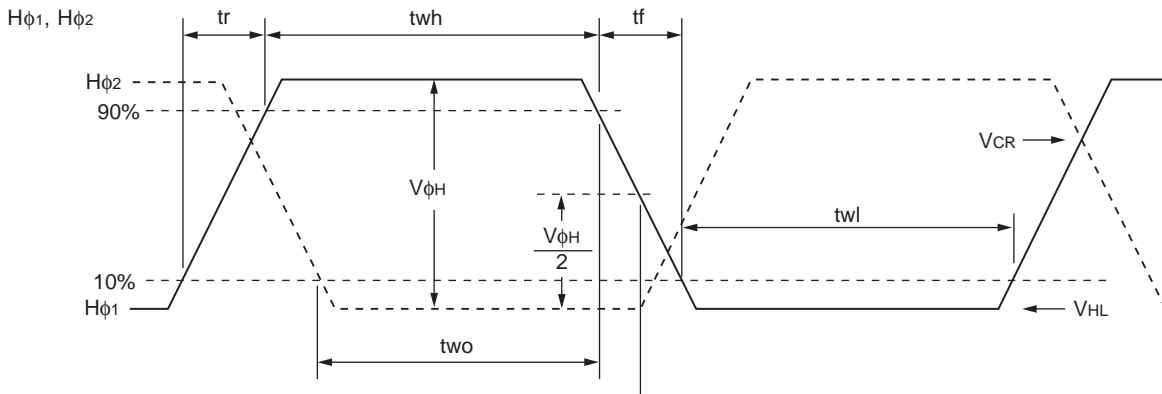 Hϕ1, Hϕ2
tr
twh
tf
Hϕ2
90%
VCR
VϕH
twl
VϕH
2
10%
Hϕ1
VHL
two